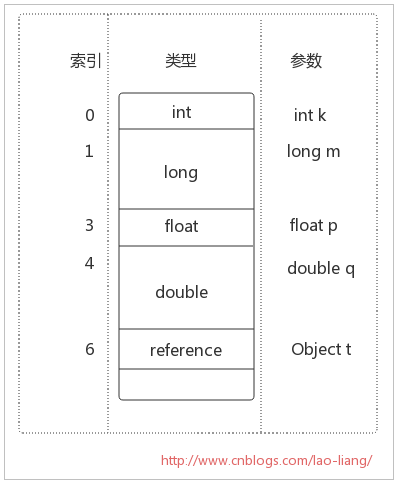 索引 类型 参数
0 int int k
1 long long m
3 float float p
4 double double q
6 reference Object t
http://www.cnblogs.com/lao-liang/